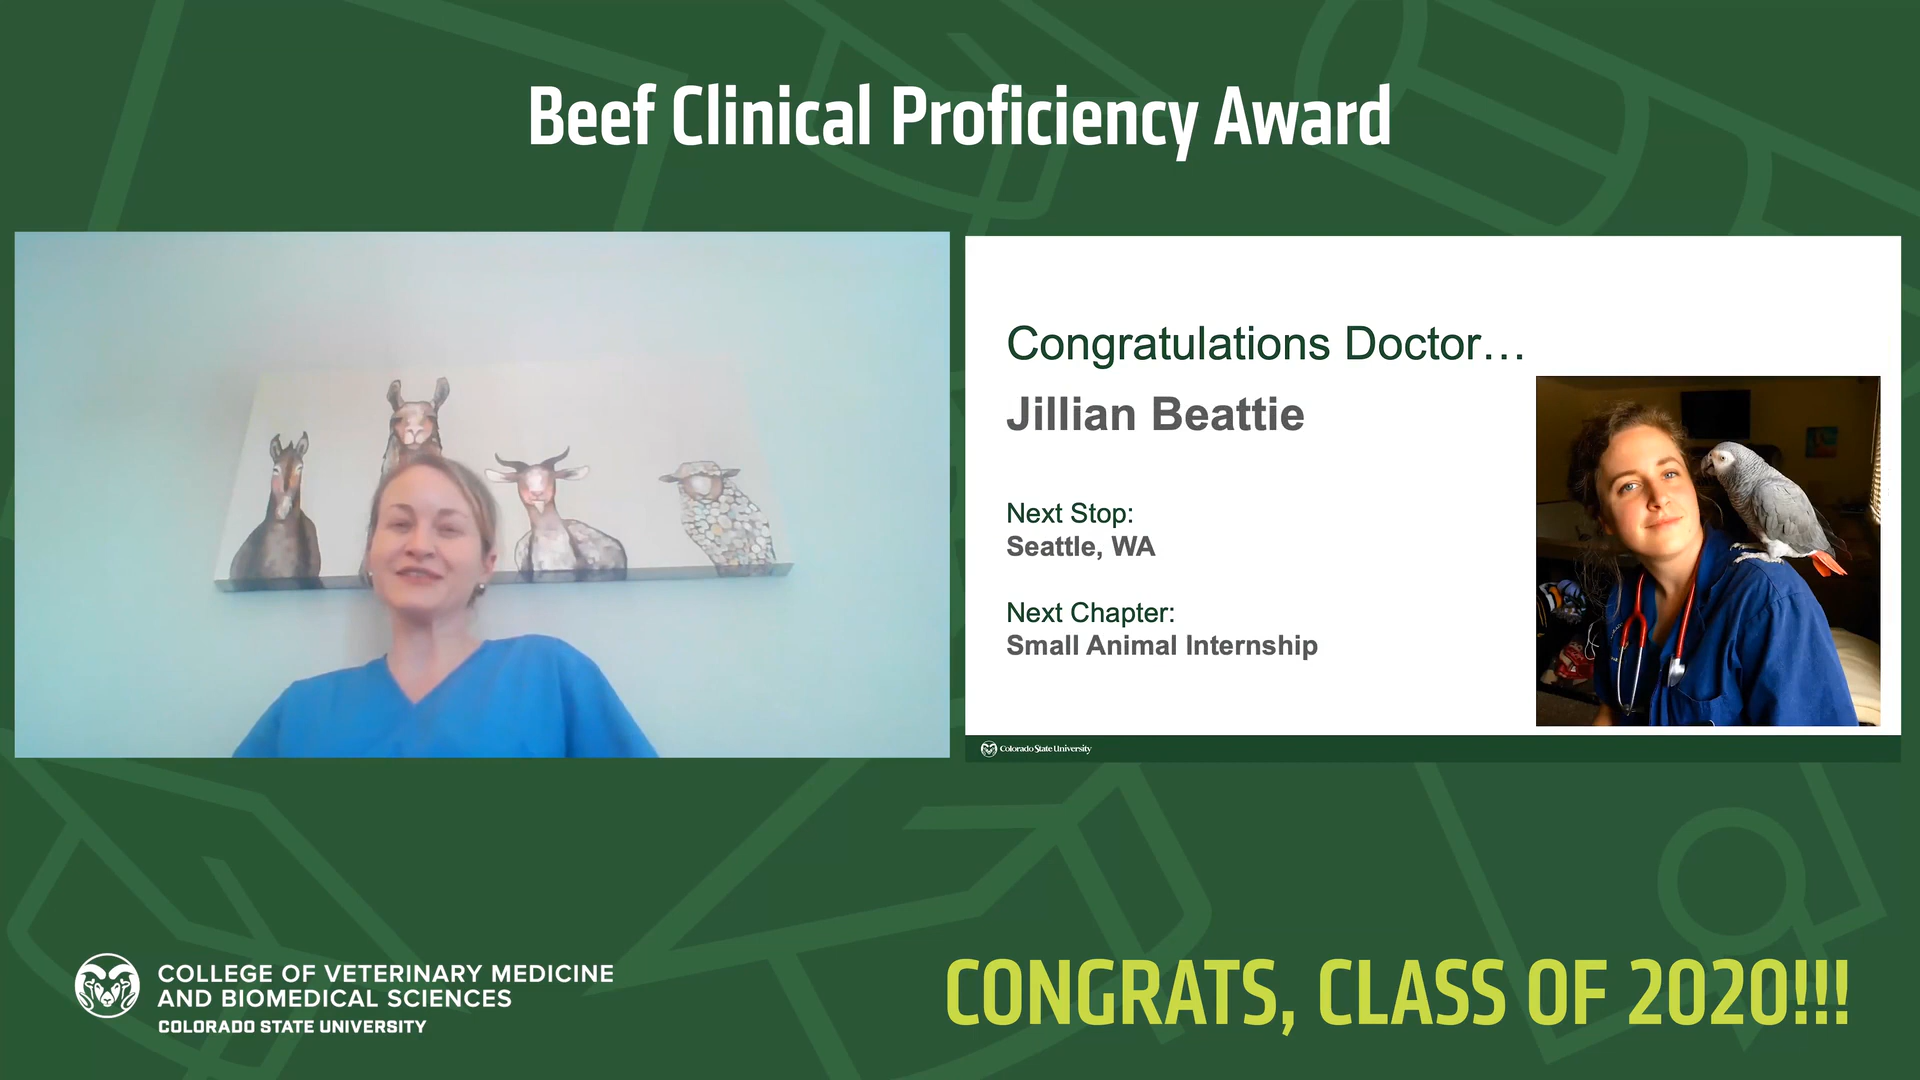 Beef Clinical Proficiency Award
Congratulations Doctor…
Jillian Beattie
Next Stop:
Seattle, WA
Next Chapter:
Small Animal Internship
Colorado State University
COLLEGE OF VETERINARY MEDICINE
AND BIOMEDICAL SCIENCES
COLORADO STATE UNIVERSITY
CONGRATS, CLASS OF 2020!!!